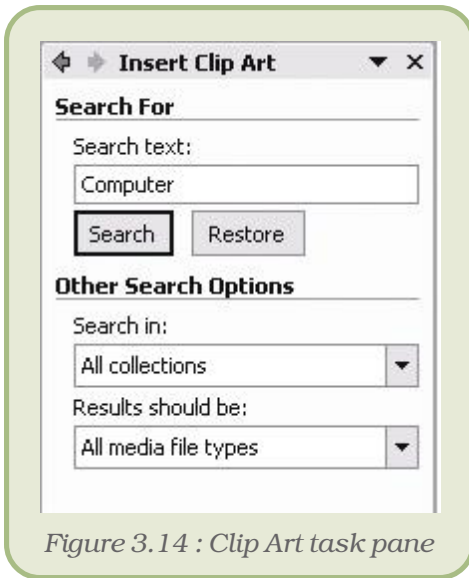 Insert Clip Art
Search For
Search text:
Computer
Search Restore
Other Search Options
Search in:
All collections
Results should be:
All media file types
Figure 3.14 : Clip Art task pane